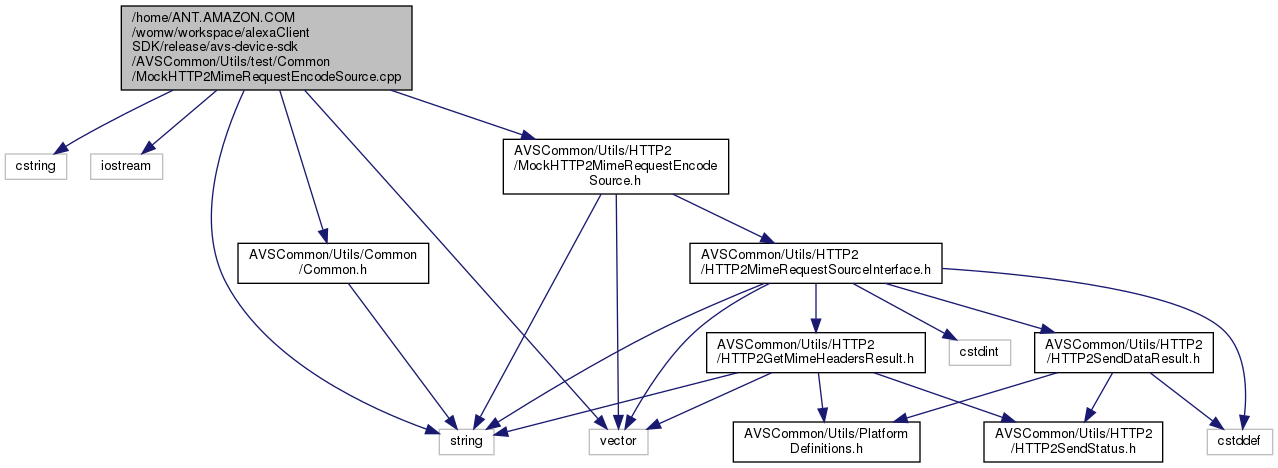 /home/ANT.AMAZON.COM
/womw/workspace/alexaClient
SDK/release/avs-device-sdk
/AVSCommon/Utils/test/Common
/MockHTTP2MimeRequestEncodeSource.cpp
cstring
iostream
AVSCommon/Utils/HTTP2
/MockHTTP2MimeRequestEncode
Source.h
AVSCommon/Utils/Common
/Common.h
AVSCommon/Utils/HTTP2
/HTTP2MimeRequestSourceInterface.h
AVSCommon/Utils/HTTP2
/HTTP2GetMimeHeadersResult.h
cstdint
AVSCommon/Utils/HTTP2
/HTTP2SendDataResult.h
string
vector
AVSCommon/Utils/Platform
Definitions.h
AVSCommon/Utils/HTTP2
/HTTP2SendStatus.h
cstddef